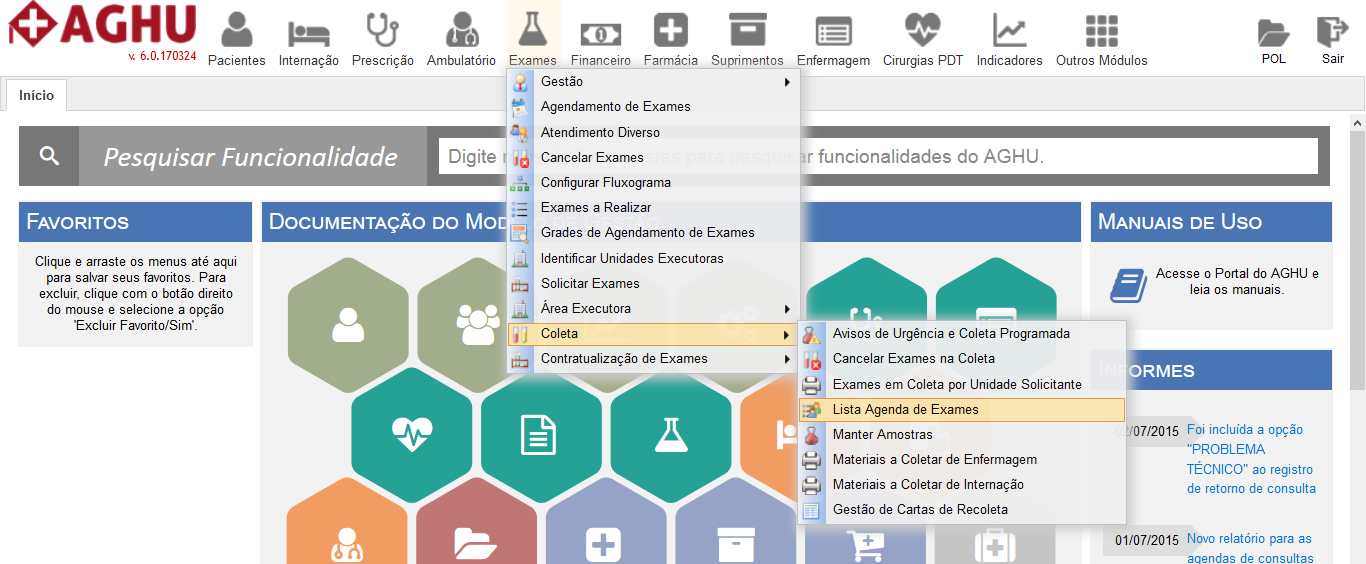 AGHU
v. 6.0.170324
Pacientes
Internação
Prescrição
Ambulatório
Exames
Financeiro
Farmácia
Suprimentos
Enfermagem
Cirurgias PDT
Indicadores
Outros Módulos
POL
Sair
Início
Gestão
Agendamento de Exames
Atendimento Diverso
Cancelar Exames
Configurar Fluxograma
Exames a Realizar
Grades de Agendamento de Exames
Identificar Unidades Executoras
Solicitar Exames
Área Executora
Coleta
Contratualização de Exames
Avisos de Urgência e Coleta Programada
Cancelar Exames na Coleta
Exames em Coleta por Unidade Solicitante
Lista Agenda de Exames
Manter Amostras
Materiais a Coletar de Enfermagem
Materiais a Coletar de Internação
Gestão de Cartas de Recoleta
Pesquisar Funcionalidade
Digite para pesquisar funcionalidades do AGHU.
Favoritos
Clique e arraste os menus até aqui
para salvar seus favoritos. Para
excluir, clique com o botão direito
do mouse e selecione a opção
'Excluir Favorito/Sim'.
Documentação do
Manuais de Uso
Acesse o Portal do AGHU e
leia os manuais.
Informes
02/07/2015
Foi incluída a opção
"PROBLEMA
TÉCNICO" ao registro
de retorno de consulta
01/07/2015
Novo relatório para as
agendas de consultas